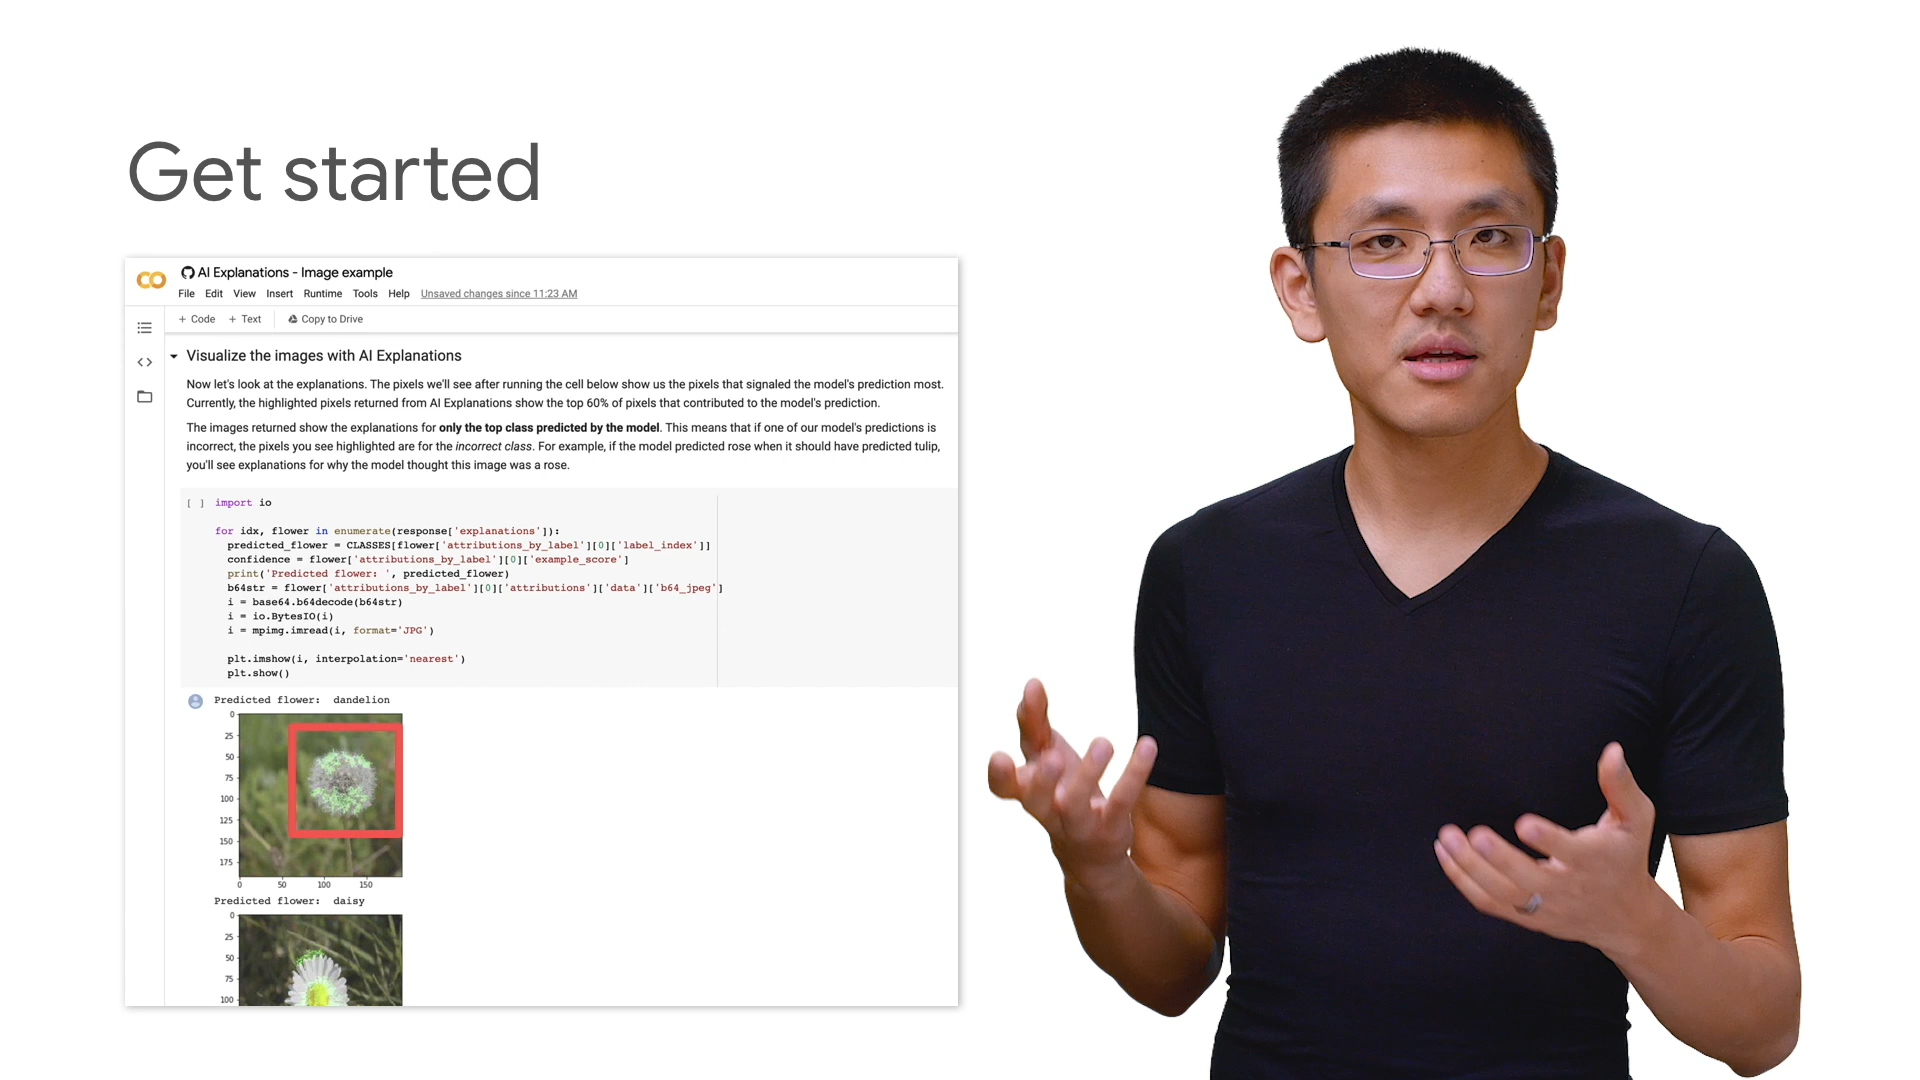 Get started
AI Explanations - Image example
File Edit View Insert Runtime Tools Help Unsaved changes since 11:23 AM
+ Code + Text Copy to Drive
Visualize the images with AI Explanations
Now let's look at the explanations. The pixels we'll see after running the cell below show us the pixels that signaled the model's prediction most.
Currently, the highlighted pixels returned from AI Explanations show the top 60% of pixels that contributed to the model's prediction.
The images returned show the explanations for only the top class predicted by the model. This means that if one of our model's predictions is
incorrect, the pixels you see highlighted are for the incorrect class. For example, if the model predicted rose when it should have predicted tulip,
you'll see explanations for why the model thought this image was a rose.
[ ] import io
for idx, flower in enumerate(response['explanations']):
predicted_flower = CLASSES[flower['attributions_by_label'][0]['label_index']]
confidence = flower['attributions_by_label'][0]['example_score']
print('Predicted flower: ', predicted_flower)
b64str = flower['attributions_by_label'][0]['attributions']['data']['b64_jpeg']
i = base64.b64decode(b64str)
i = io.BytesIO(i)
i = mpimg.imread(i, format='JPG')
plt.imshow(i, interpolation='nearest')
plt.show()
Predicted flower: dandelion
0
25
50
75
100
125
150
175
0 50 100 150
Predicted flower: daisy
0
25
50
75
100